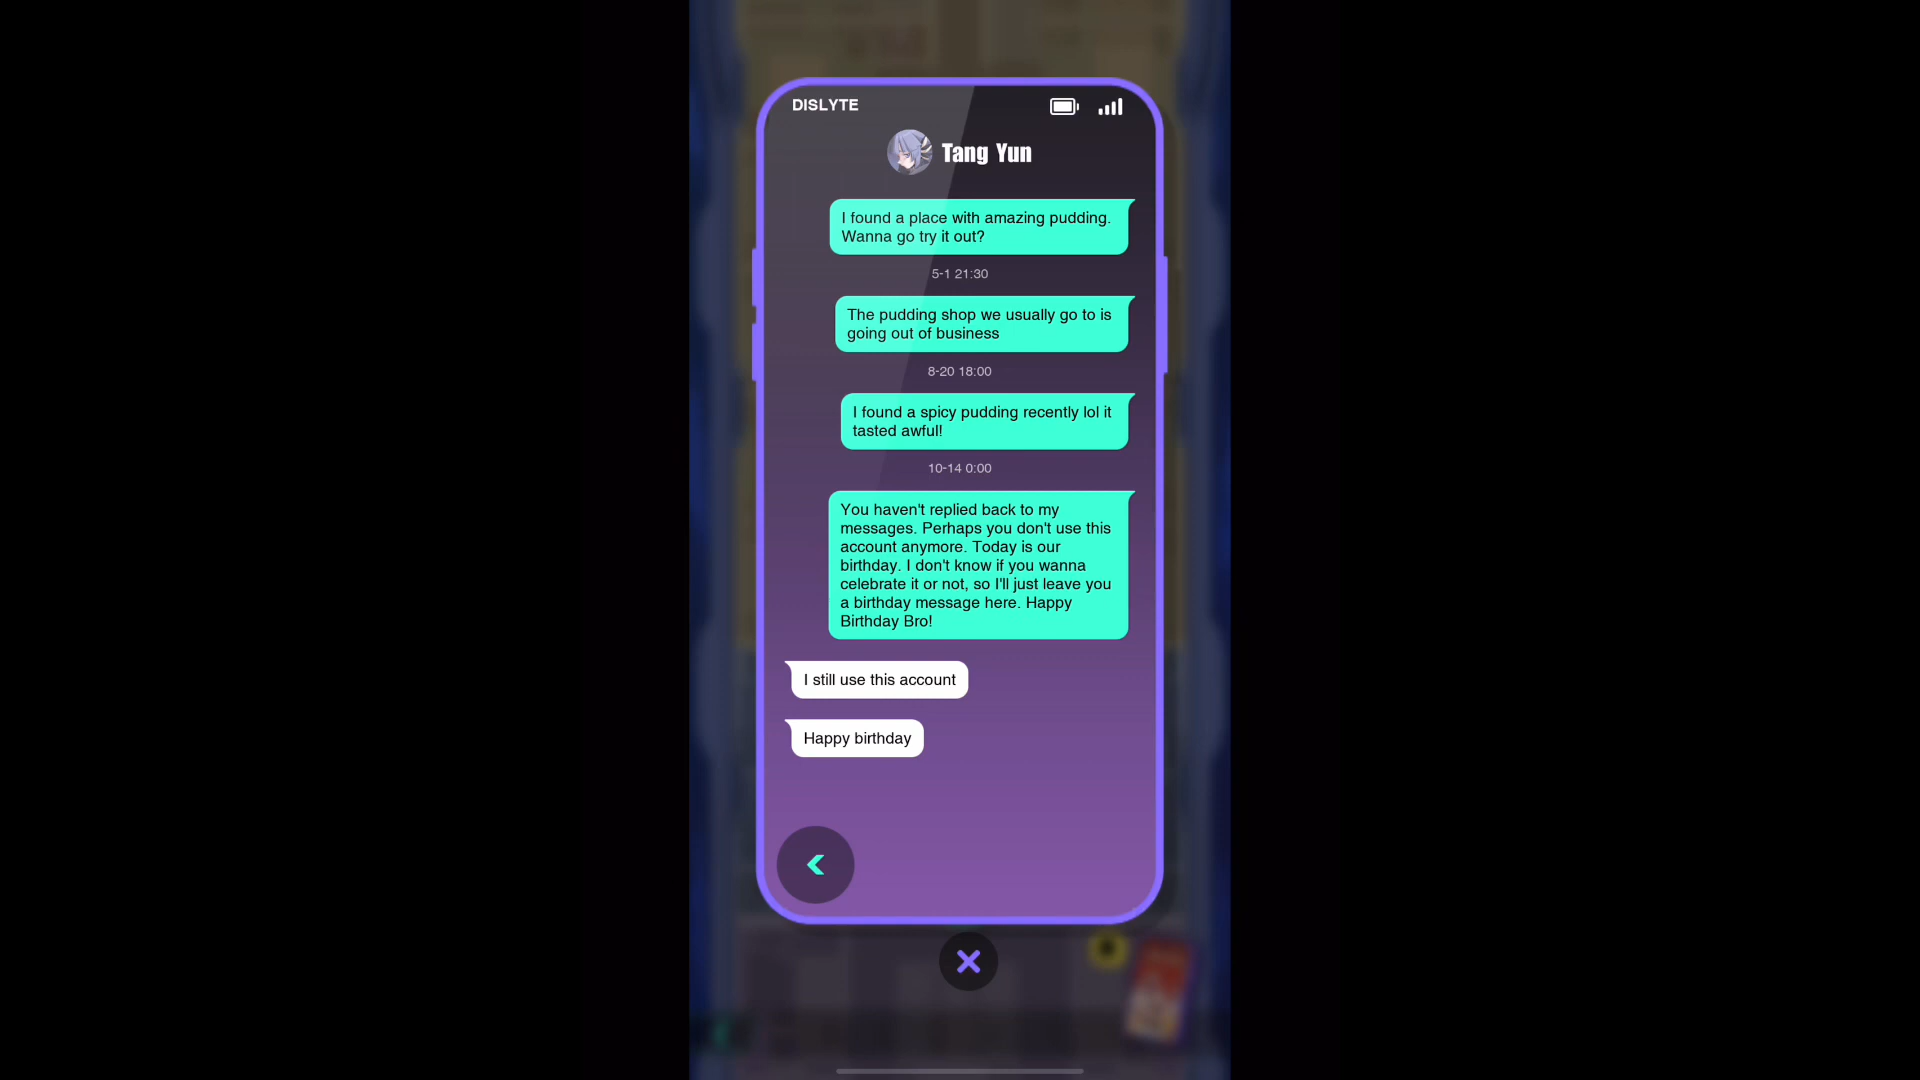 DISLYTE
Tang Yun
I found a place with amazing pudding.
Wanna go try it out?
5-1 21:30
The pudding shop we usually go to is
going out of business
8-20 18:00
I found a spicy pudding recently lol it
tasted awful!
10-14 0:00
You haven't replied back to my
messages. Perhaps you don't use this
account anymore. Today is our
birthday. I don't know if you wanna
celebrate it or not, so I'll just leave you
a birthday message here. Happy
Birthday Bro!
I still use this account
Happy birthday